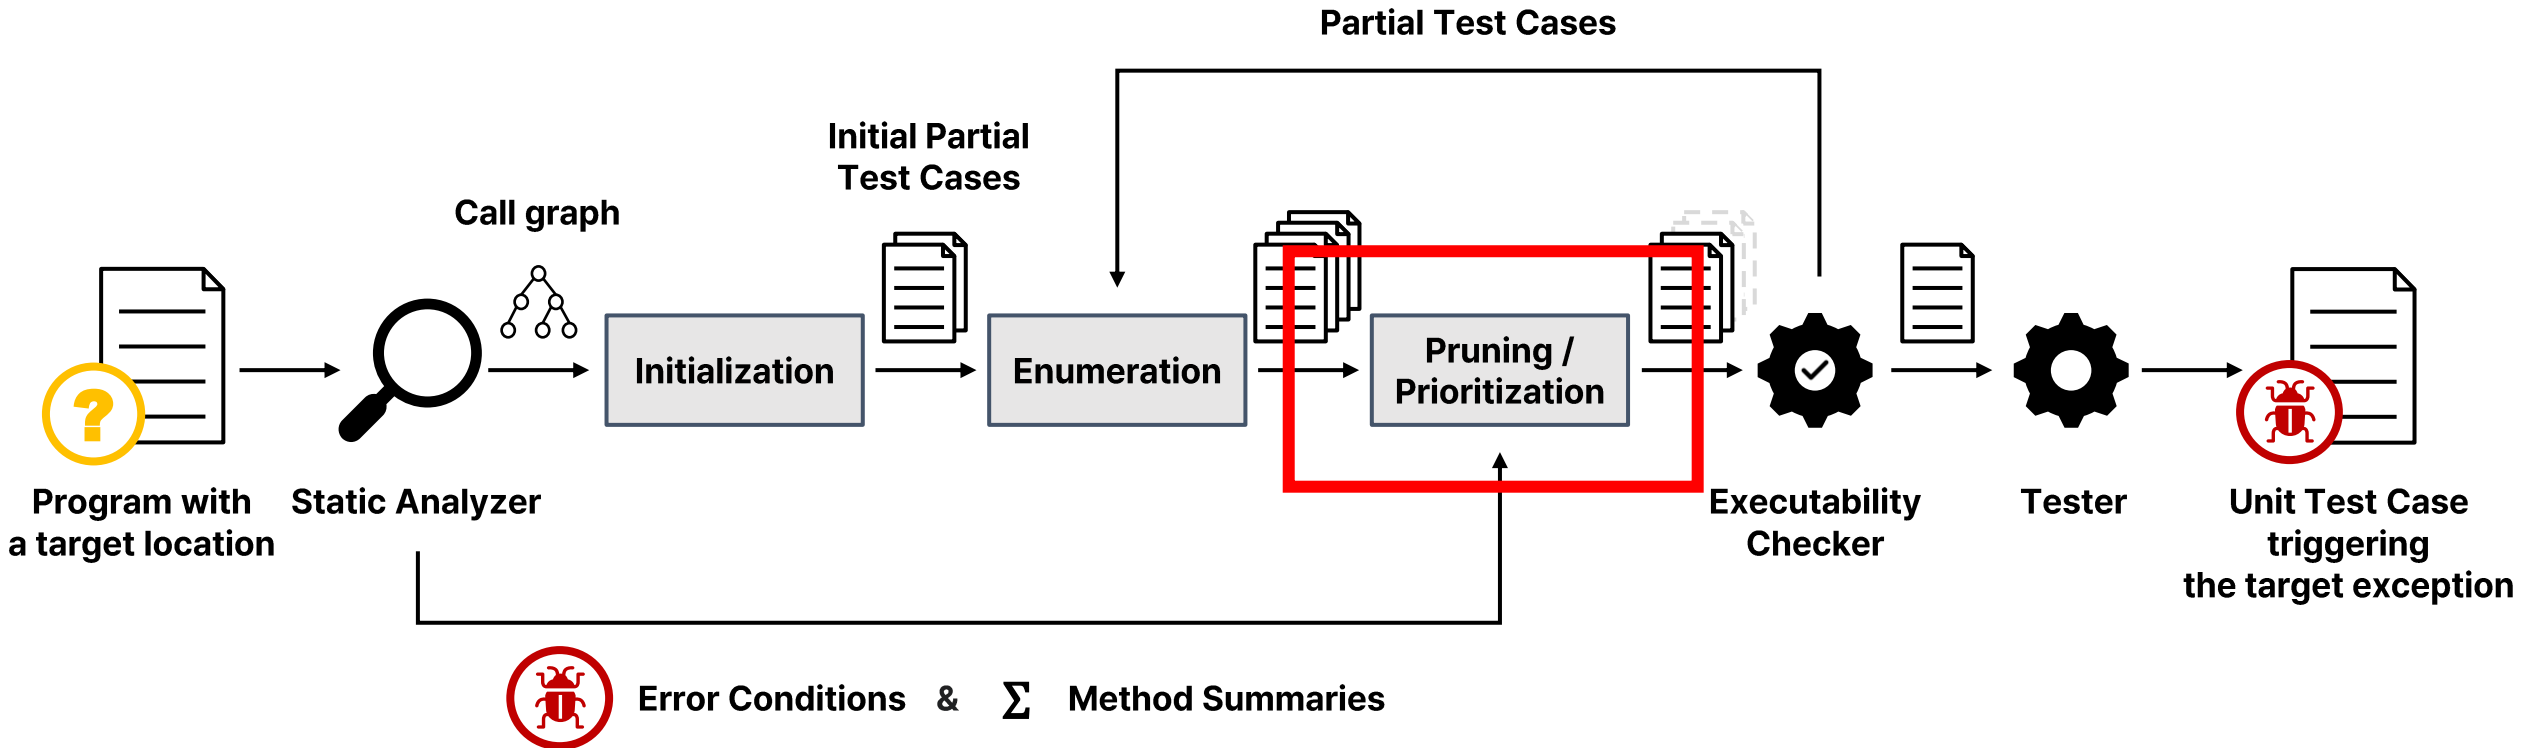 Partial Test Cases
Initial Partial
Test Cases
Call graph
Initialization
Enumeration
Pruning /
Prioritization
?
Program with
a target location
Static Analyzer
Executability
Checker
Tester
Unit Test Case
triggering
the target exception
Error Conditions & Σ Method Summaries